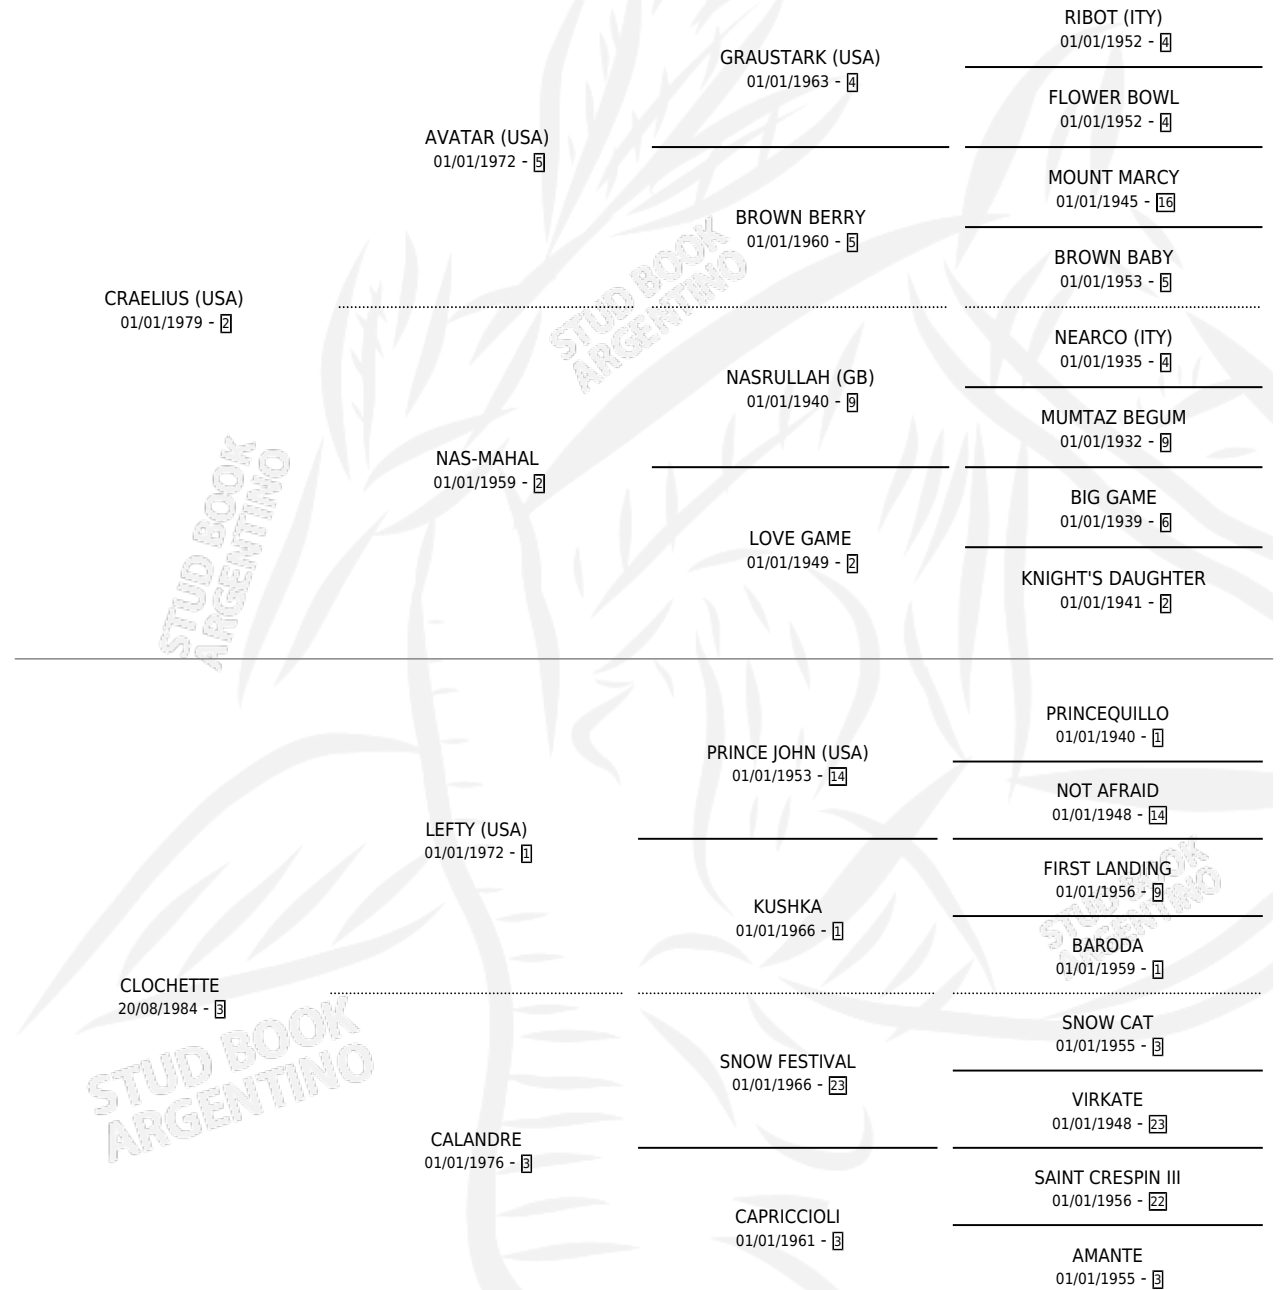 RIBOT (ITY)
01/01/1952 - 4
GRAUSTARK (USA)
01/01/1963 - 4
FLOWER BOWL
01/01/1952 - 4
AVATAR (USA)
01/01/1972 - 5
MOUNT MARCY
01/01/1945 - 16
BROWN BERRY
01/01/1960 - 5
BROWN BABY
01/01/1953 - 5
CRAELIUS (USA)
01/01/1979 - 2
STUD BOOK
ARGENTINO
NEARCO (ITY)
01/01/1935 - 4
NASRULLAH (GB)
01/01/1940 - 9
MUMTAZ BEGUM
01/01/1932 - 9
NAS-MAHAL
01/01/1959 - 2
BIG GAME
01/01/1939 - 6
LOVE GAME
01/01/1949 - 2
KNIGHT'S DAUGHTER
01/01/1941 - 2
STUD BOOK
ARGENTINO
PRINCEQUILLO
01/01/1940 - 1
PRINCE JOHN (USA)
01/01/1953 - 14
NOT AFRAID
01/01/1948 - 14
LEFTY (USA)
01/01/1972 - 1
FIRST LANDING
01/01/1956 - 9
KUSHKA
01/01/1966 - 1
STUD BOOK
ARGENTINO
BARODA
01/01/1959 - 1
CLOCHETTE
20/08/1984 - 3
SNOW CAT
01/01/1955 - 3
STUD BOOK
ARGENTINO
SNOW FESTIVAL
01/01/1966 - 23
VIRKATE
01/01/1948 - 23
CALANDRE
01/01/1976 - 3
SAINT CRESPIN III
01/01/1956 - 22
CAPRICCIOLI
01/01/1961 - 3
AMANTE
01/01/1955 - 3